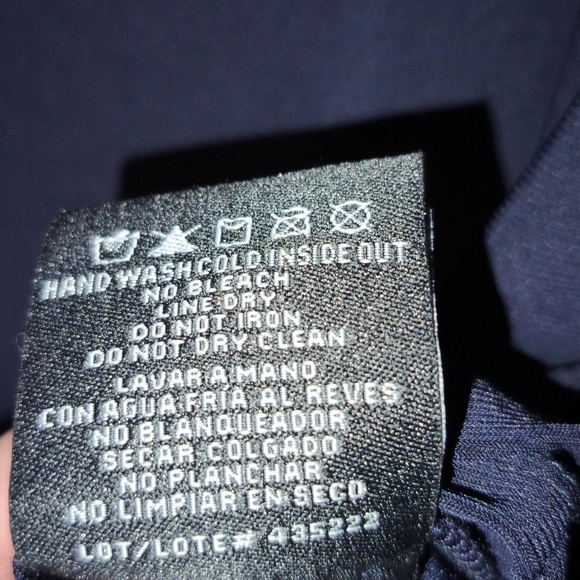 HAND WASH COLD INSIDE OUT
NO BLEACH
LINE DRY
DO NOT IRON
DO NOT DRY CLEAN
LAVAR A MANO
CON AGUA FRIA AL REVES
NO BLANQUEADOR
SECAR COLGADO
NO PLANCHAR
NO LIMPIAR EN SECO
LOT/LOTE# 435222